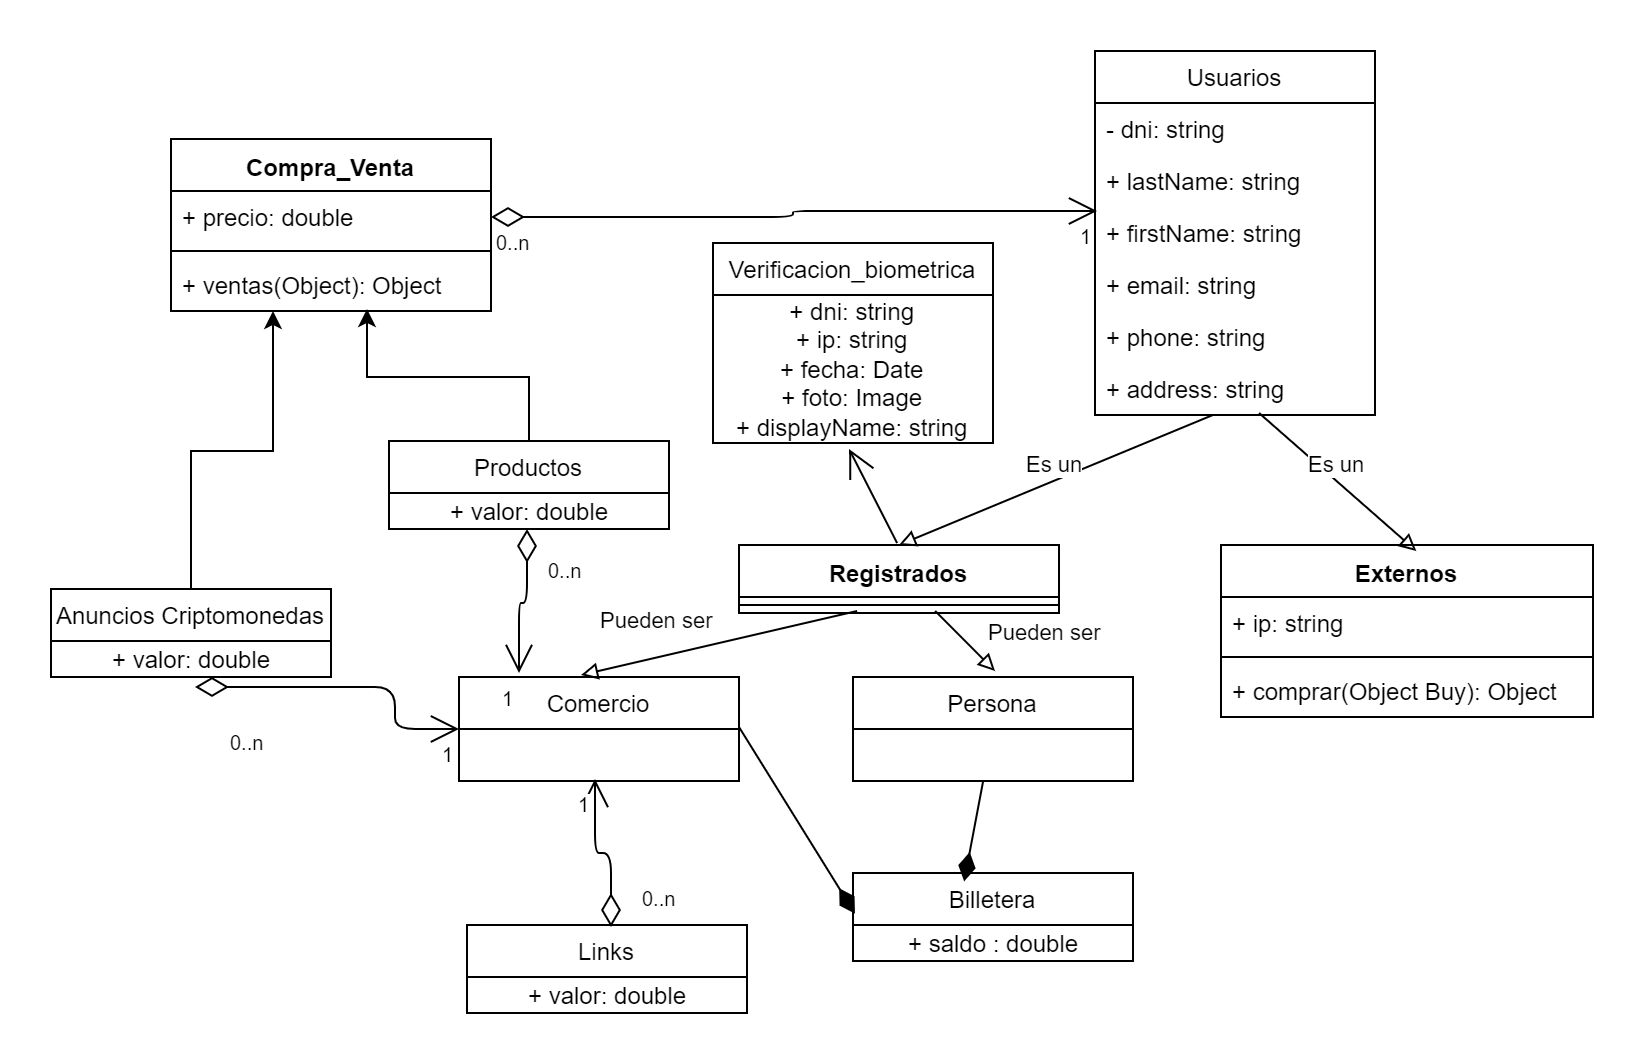 Usuarios
- dni: string
+ lastName: string
+ firstName: string
+ email: string
+ phone: string
+ address: string
Compra_Venta
+ precio: double
+ ventas(Object): Object
0..n
1
Verificacion_biometrica
+ dni: string
+ ip: string
+ fecha: Date
+ foto: Image
+ displayName: string
Productos
+ valor: double
0..n
Es un
Es un
Registrados
Externos
+ ip: string
+ comprar(Object Buy): Object
Anuncios Criptomonedas
+ valor: double
0..n
1
Pueden ser
Pueden ser
1
Comercio
Persona
1
0..n
Links
+ valor: double
Billetera
+ saldo : double